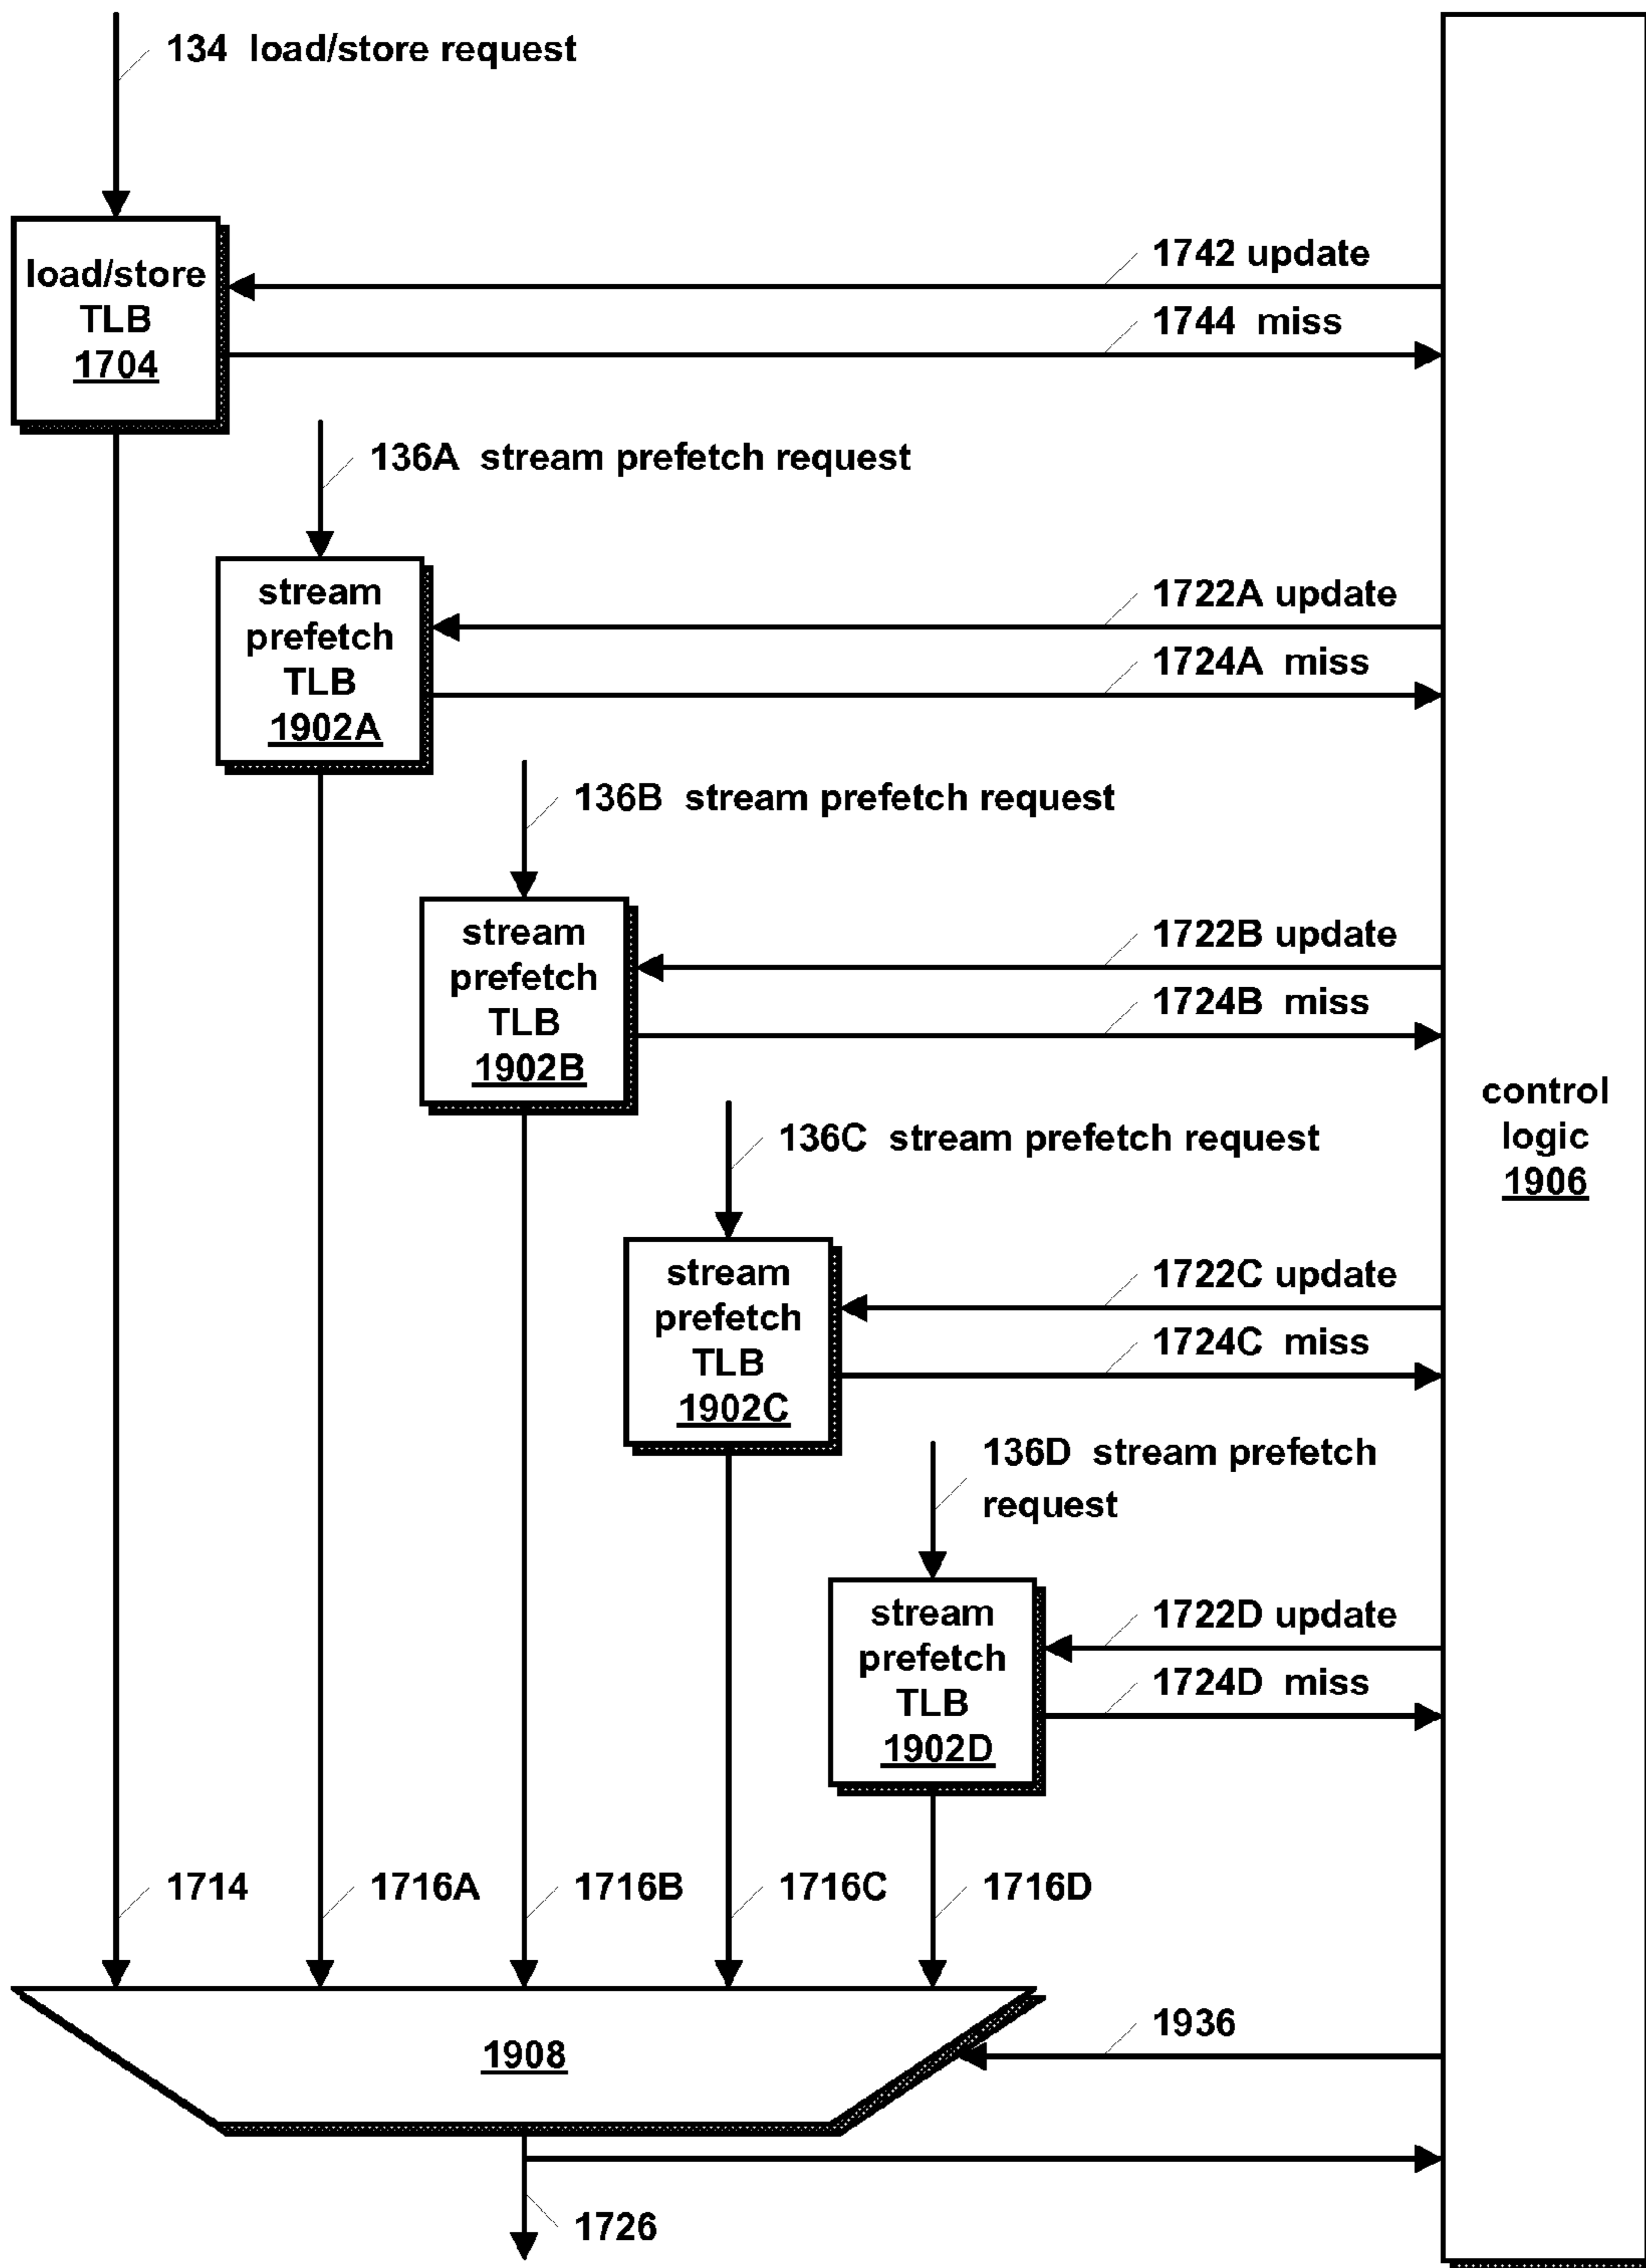 134 load/store request
load/store
TLB
1704
1742 update
1744 miss
136A stream prefetch request
stream
prefetch
TLB
1902A
1722A update
1724A miss
136B stream prefetch request
stream
prefetch
TLB
1902B
1722B update
1724B miss
control
logic
1906
136C stream prefetch request
stream
prefetch
TLB
1902C
1722C update
1724C miss
136D stream prefetch
request
stream
prefetch
TLB
1902D
1722D update
1724D miss
1714
1716A
1716B
1716C
1716D
1936
1908
1726